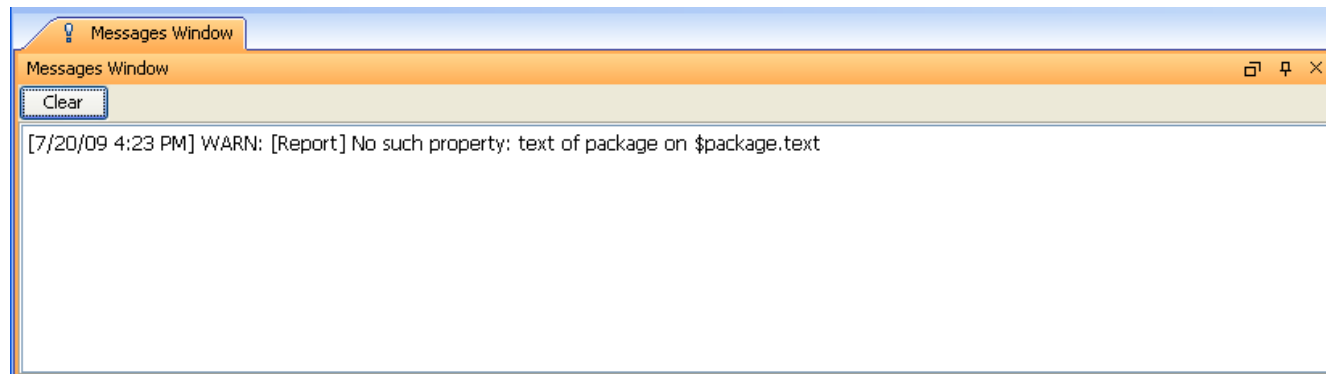 Messages Window
Messages Window
Clear
[7/20/09 4:23 PM] WARN: [Report] No such property: text of package on $package.text